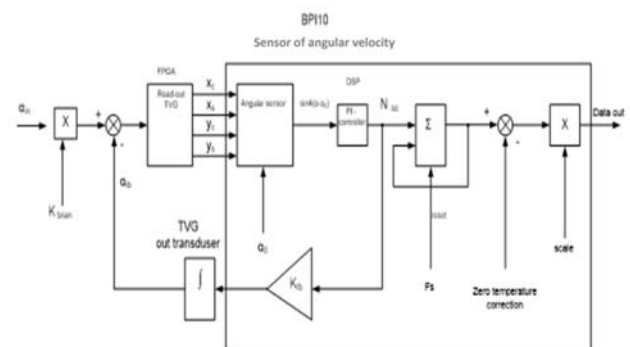 BPI10
Sensor of angular velocity
FPGA
DSP
Read-out
TVG
Angular sensor
PI-
controller
N
Σ
X
X
+
-
+
-
Data out
K
TVG
out transduser
∫
reset
Fs
Zero temperature
correction
scale